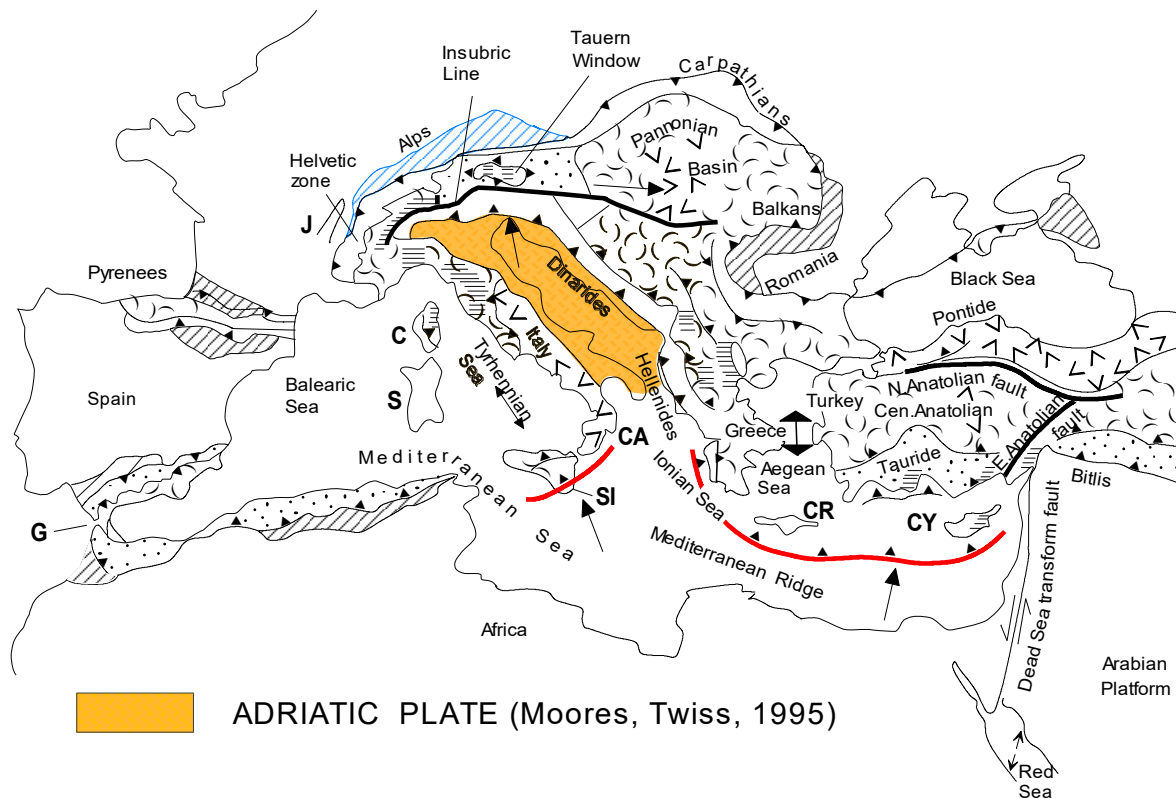 Tauern
Window
Insubric
Line
Carpathians
Alps
Pannonian
Basin
Helvetic
zone
J
Balkans
Romania
Black Sea
Pyrenees
Dinarides
Pontide
C
Italy
Tyrhennian
Sea
Hellenides
N.Anatolian fault
Balearic
Sea
S
Spain
Turkey
Cen.Anatolian
E.Anatolian
fault
Greece
CA
Mediterranean
Sea
Ionian Sea
Aegean
Sea
Tauride
Bitlis
SI
CR
CY
G
Mediterranean Ridge
Dead Sea transform fault
Africa
Arabian
Platform
ADRIATIC PLATE (Moores, Twiss, 1995)
Red
Sea